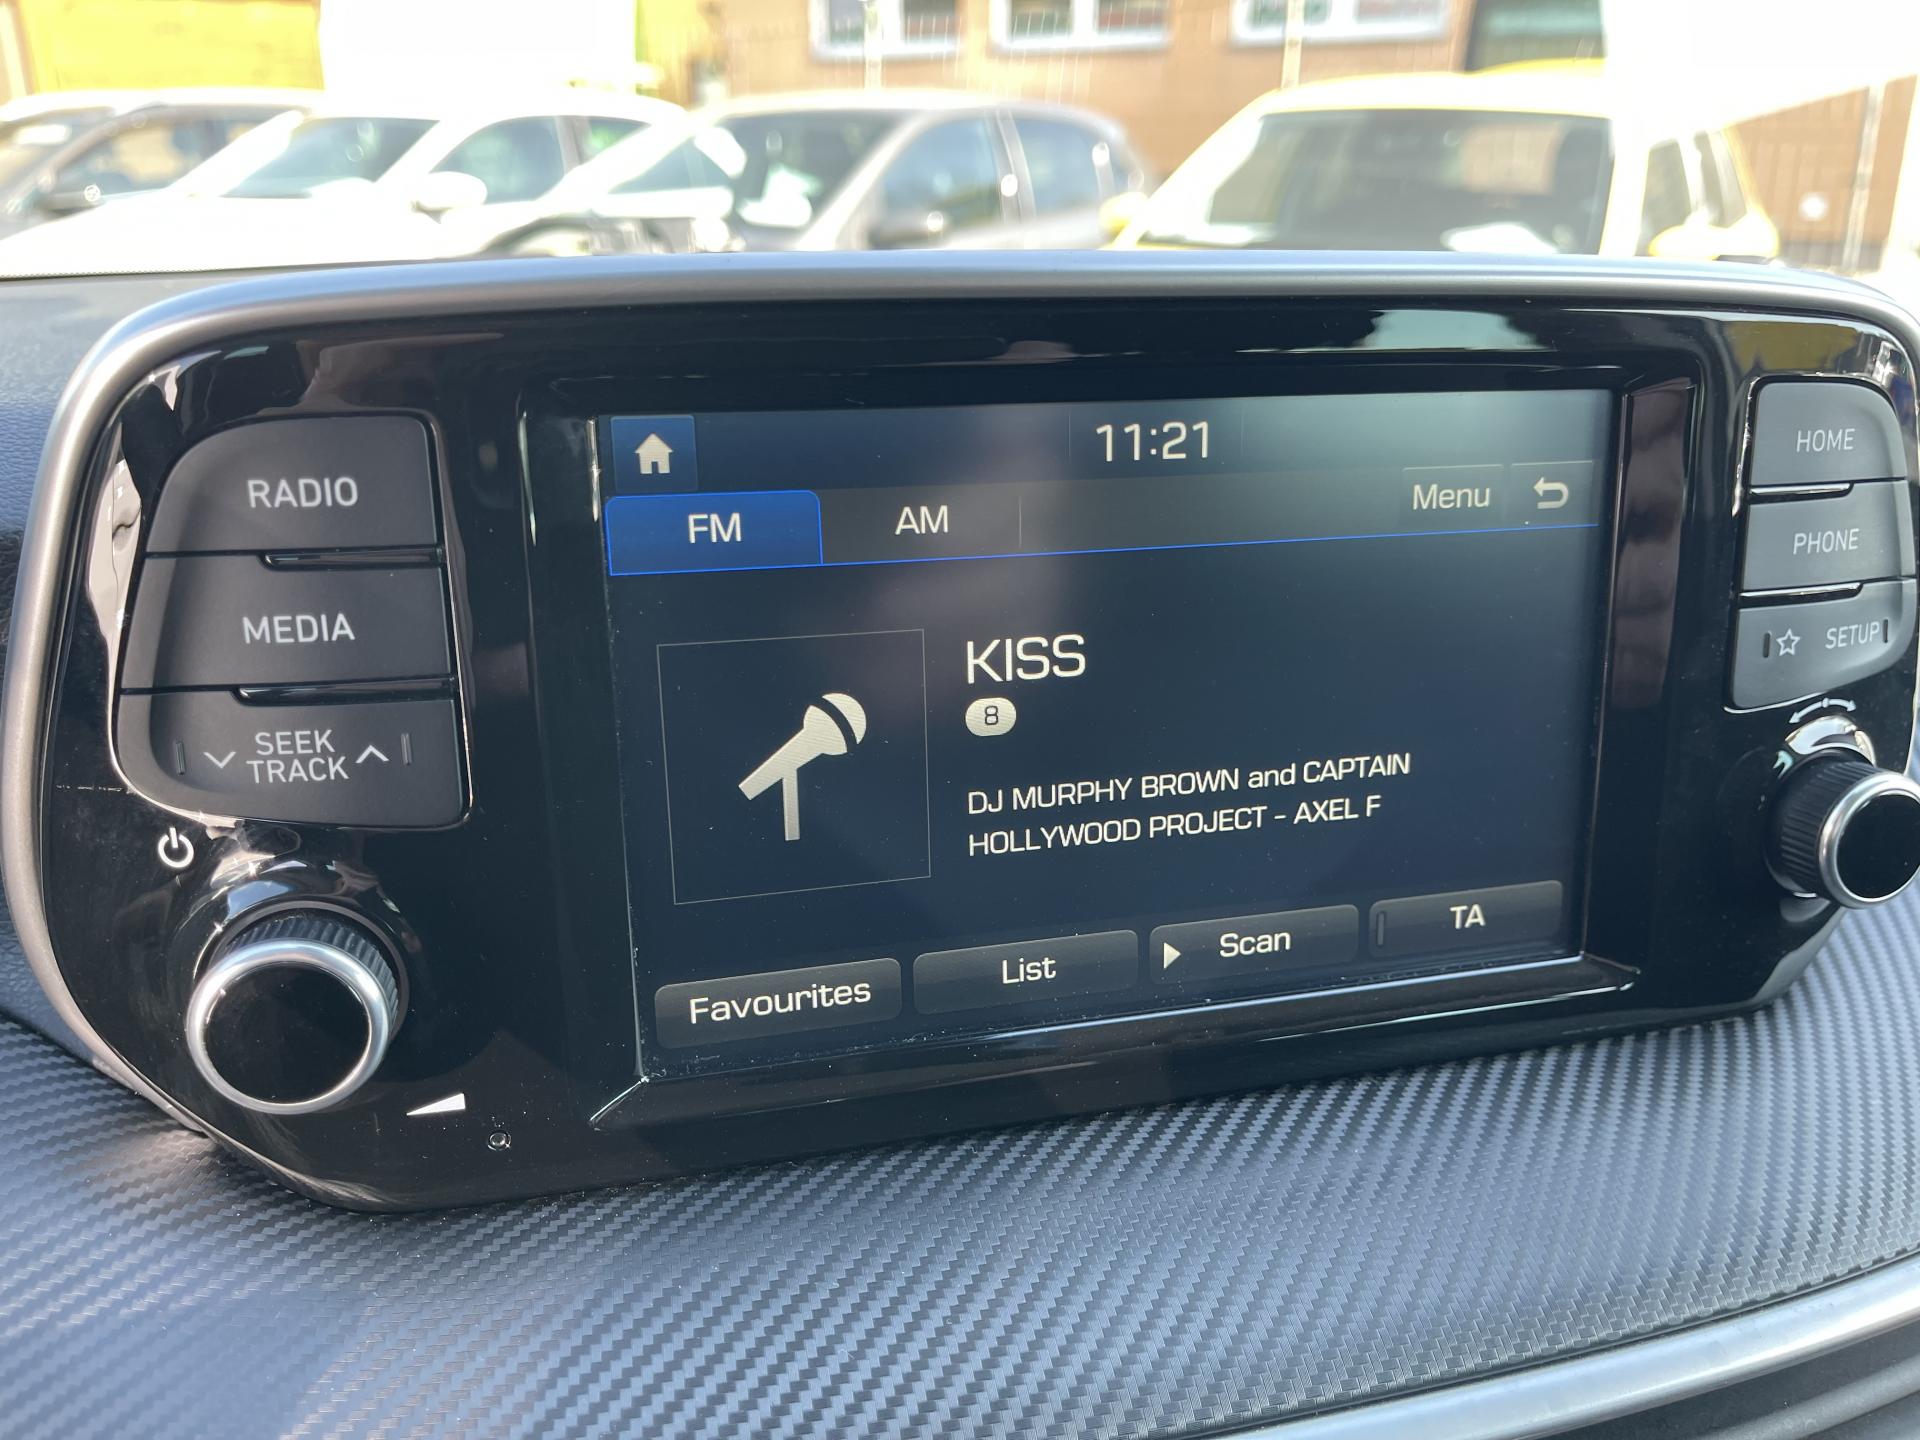 11:21
FM AM Menu
KISS
8
DJ MURPHY BROWN and CAPTAIN
HOLLYWOOD PROJECT - AXEL F
Favourites List Scan TA
RADIO
MEDIA
SEEK
TRACK
HOME
PHONE
SETUP